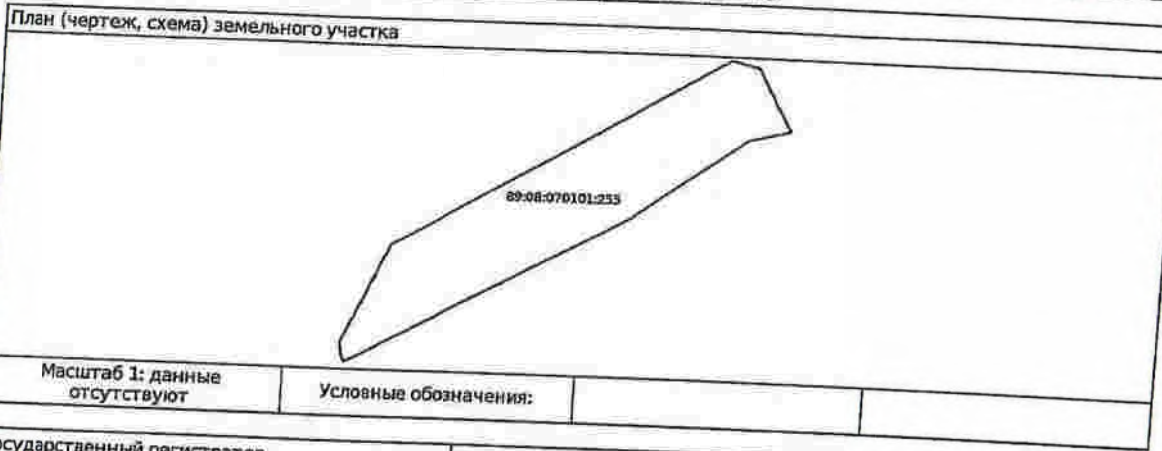 План (чертеж, схема) земельного участка
89:08:070101:255
Масштаб 1: данные
отсутствуют
Условные обозначения: